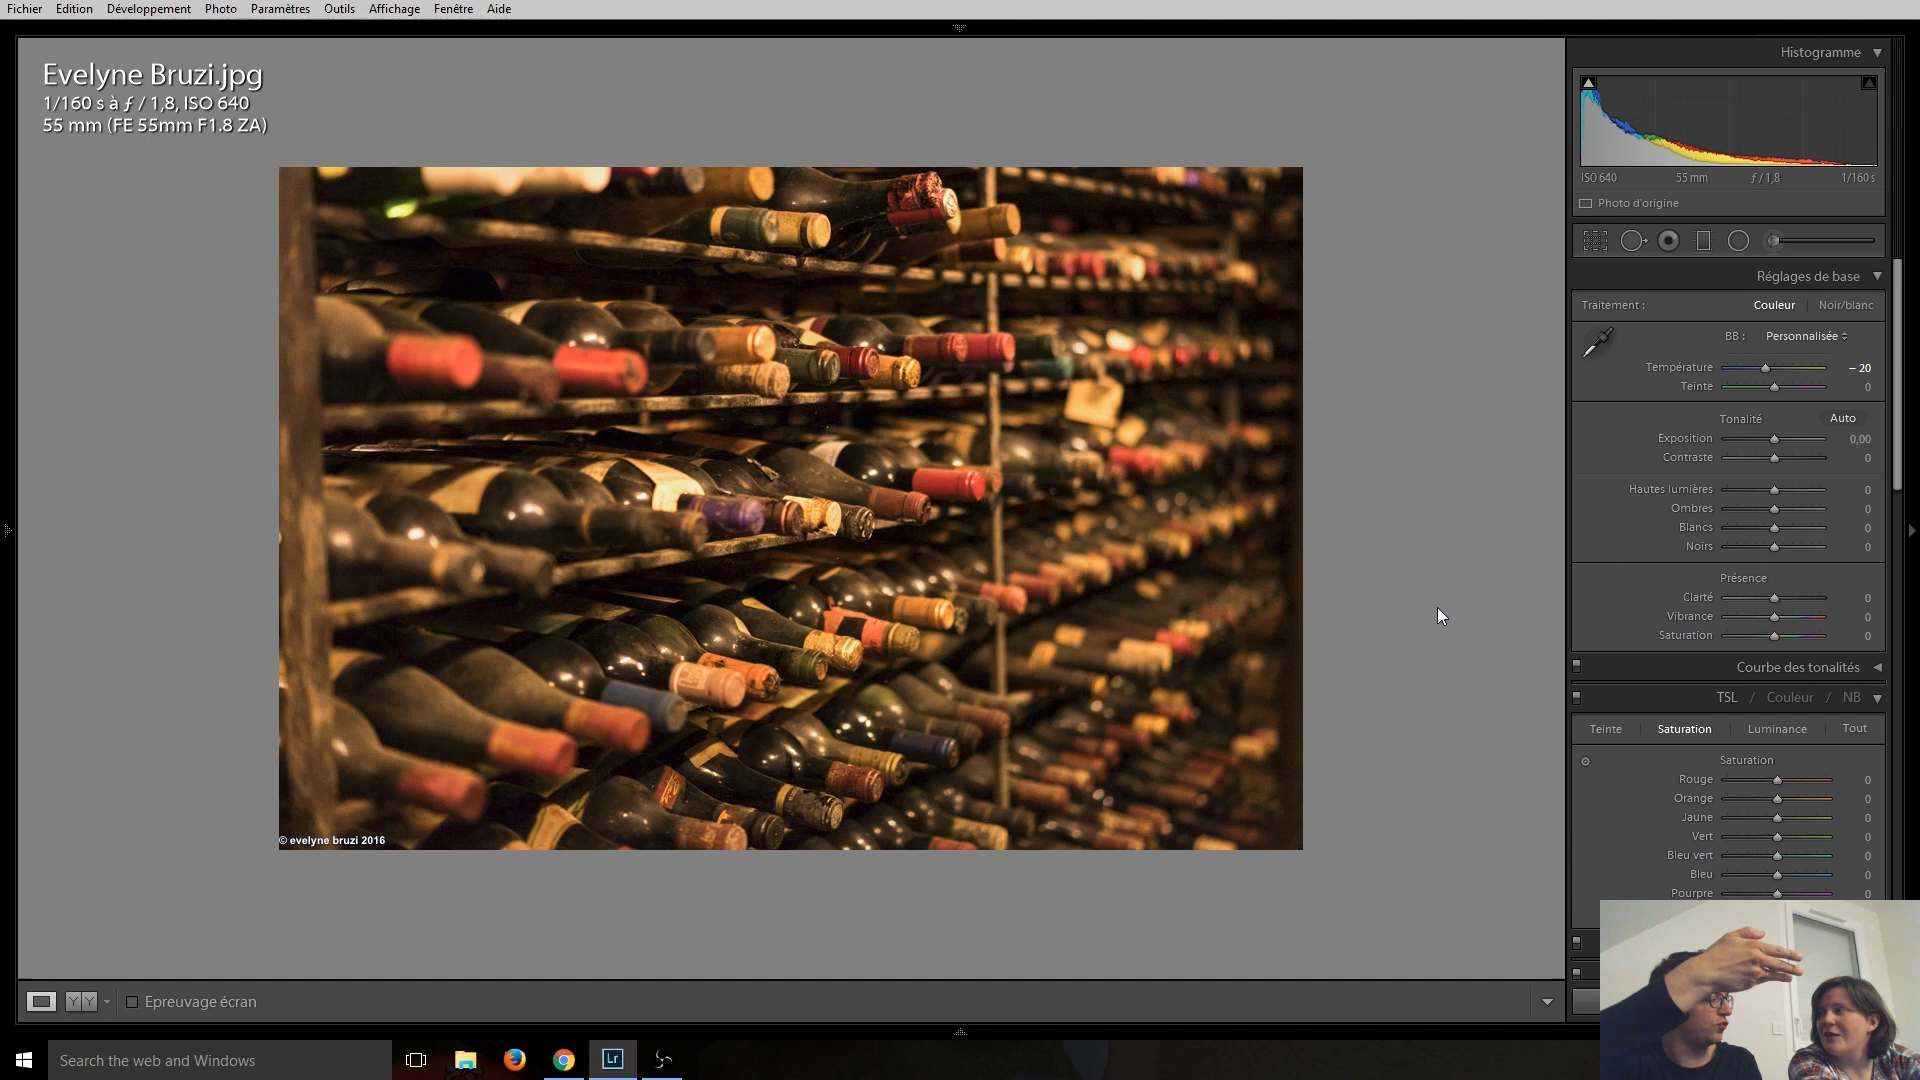 Fichier Edition Développement Photo Paramètres Outils Affichage Fenêtre Aide
Evelyne Bruzi.jpg
1/160 s à ƒ / 1,8, ISO 640
55 mm (FE 55mm F1.8 ZA)
© evelyne bruzi 2016
Histogramme
ISO 640 55 mm ƒ / 1,8 1/160 s
Photo d'origine
Réglages de base
Traitement : Couleur Noir/blanc
BB : Personnalisée
Température – 20
Teinte 0
Tonalité Auto
Exposition 0,00
Contraste 0
Hautes lumières 0
Ombres 0
Blancs 0
Noirs 0
Présence
Clarté 0
Vibrance 0
Saturation 0
Courbe des tonalités
TSL / Couleur / NB
Teinte Saturation Luminance Tout
Saturation
Rouge 0
Orange 0
Jaune 0
Vert 0
Bleu vert 0
Bleu 0
Pourpre 0
YY Epreuvage écran
Search the web and Windows
Lr